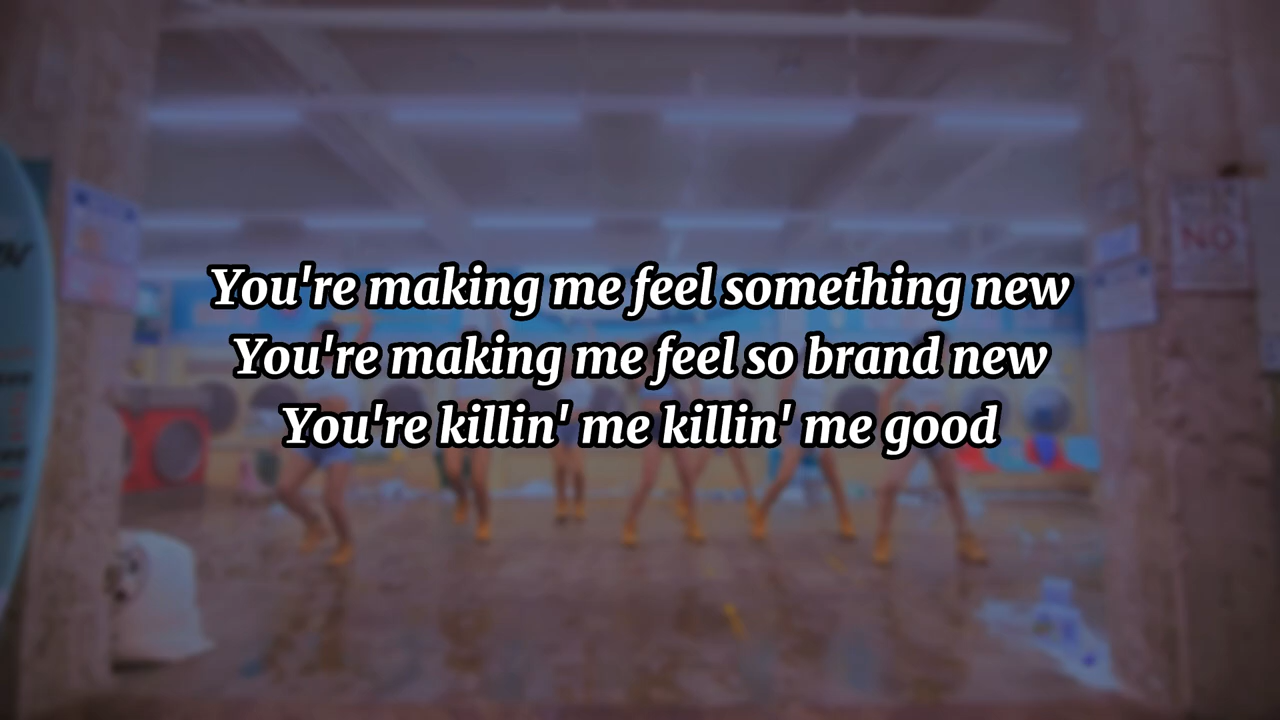 You're making me feel something new
You're making me feel so brand new
You're killin' me killin' me good
NO